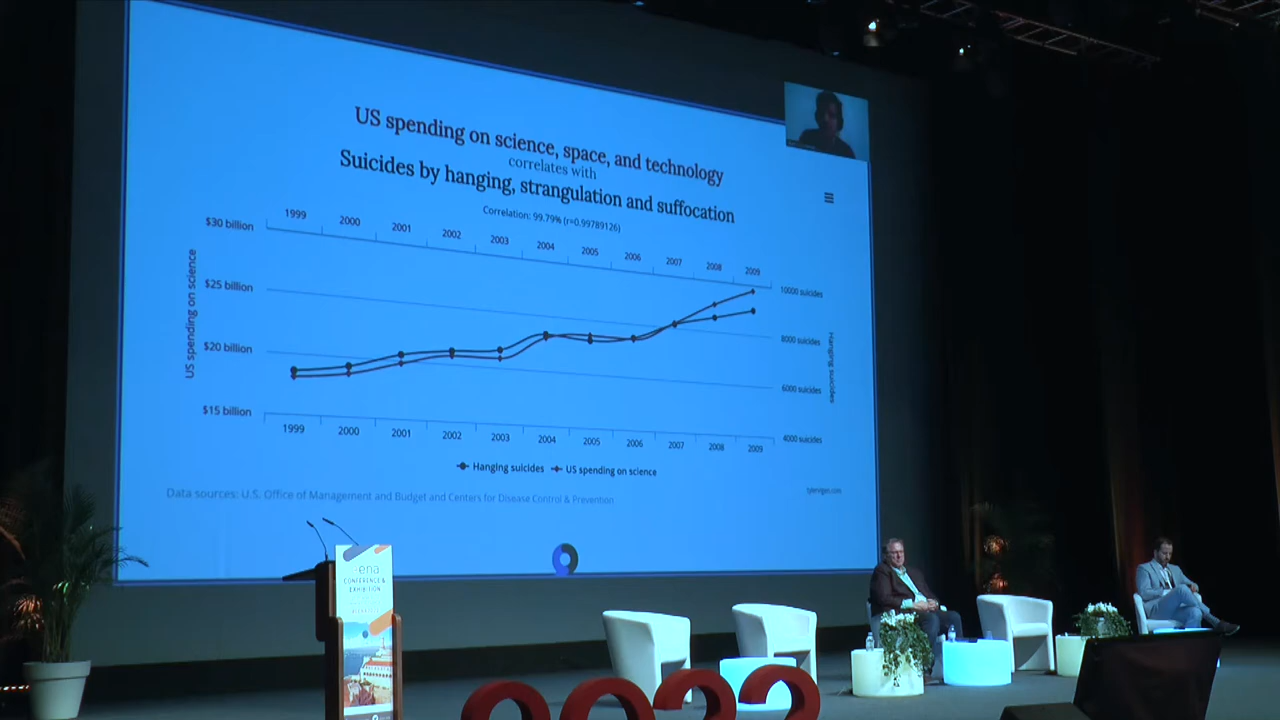 US spending on science, space, and technology
correlates with
Suicides by hanging, strangulation and suffocation
Correlation: 99.79% (r=0.99789126)
1999 2000 2001 2002 2003 2004 2005 2006 2007 2008 2009
$30 billion
$25 billion
$20 billion
$15 billion
US spending on science
10000 suicides
8000 suicides
6000 suicides
4000 suicides
Hanging suicides
1999 2000 2001 2002 2003 2004 2005 2006 2007 2008 2009
Hanging suicides US spending on science
Data sources: U.S. Office of Management and Budget and Centers for Disease Control & Prevention
tylervigen.com
ena
CONFERENCE &
EXHIBITION
2022